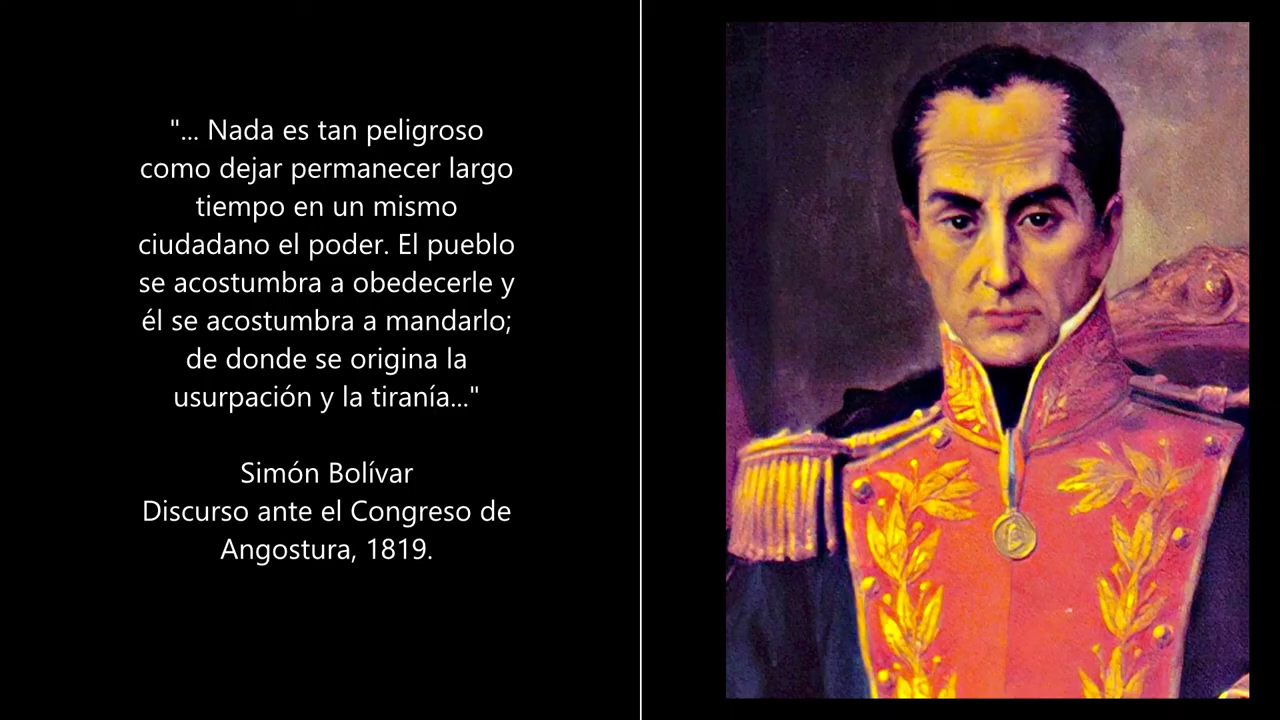 "... Nada es tan peligroso
como dejar permanecer largo
tiempo en un mismo
ciudadano el poder. El pueblo
se acostumbra a obedecerle y
él se acostumbra a mandarlo;
de donde se origina la
usurpación y la tiranía..."
Simón Bolívar
Discurso ante el Congreso de
Angostura, 1819.